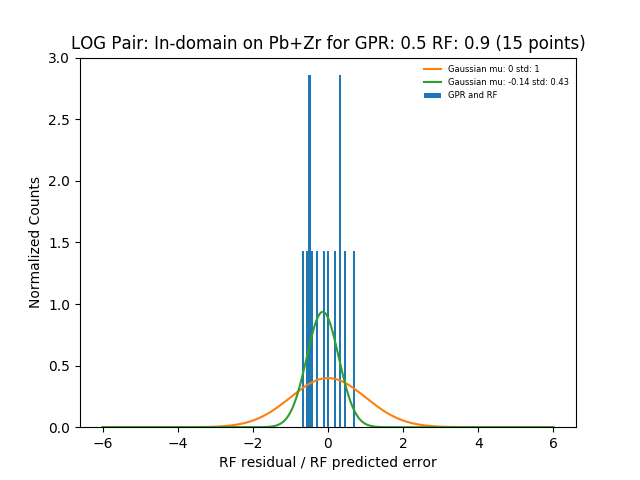 LOG Pair: In-domain on Pb+Zr for GPR: 0.5 RF: 0.9 (15 points)
Gaussian mu: 0 std: 1
Gaussian mu: -0.14 std: 0.43
GPR and RF
Normalized Counts
3.0
2.5
2.0
1.5
1.0
0.5
0.0
−6 −4 −2 0 2 4 6
RF residual / RF predicted error